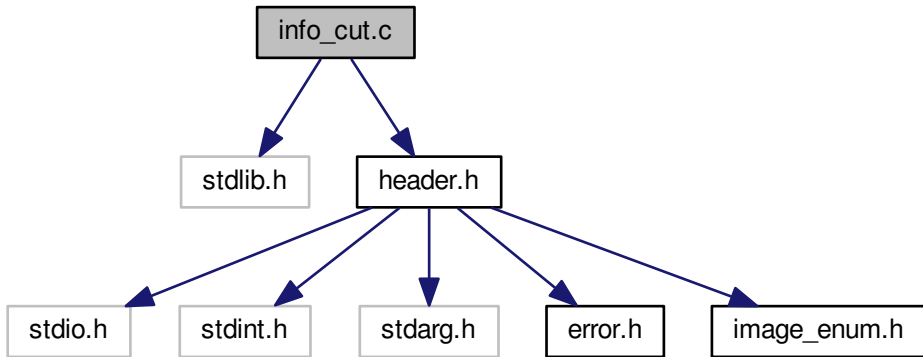 info_cut.c
stdlib.h
header.h
stdio.h
stdint.h
stdarg.h
error.h
image_enum.h